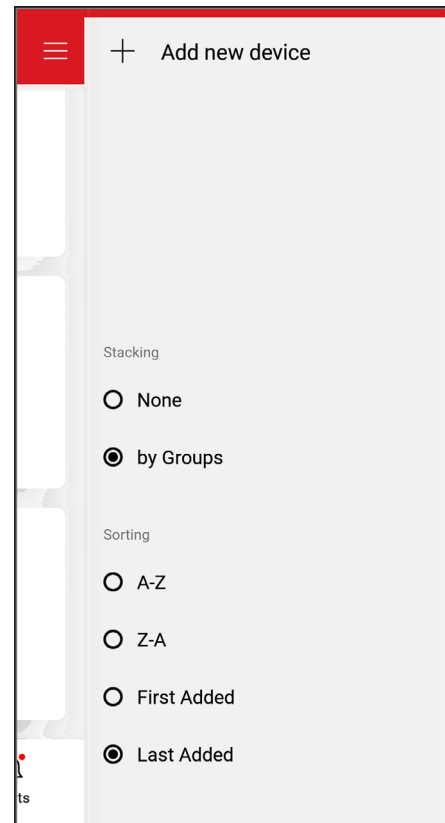 Add new device
Stacking
None
by Groups
Sorting
A-Z
Z-A
First Added
Last Added
ts